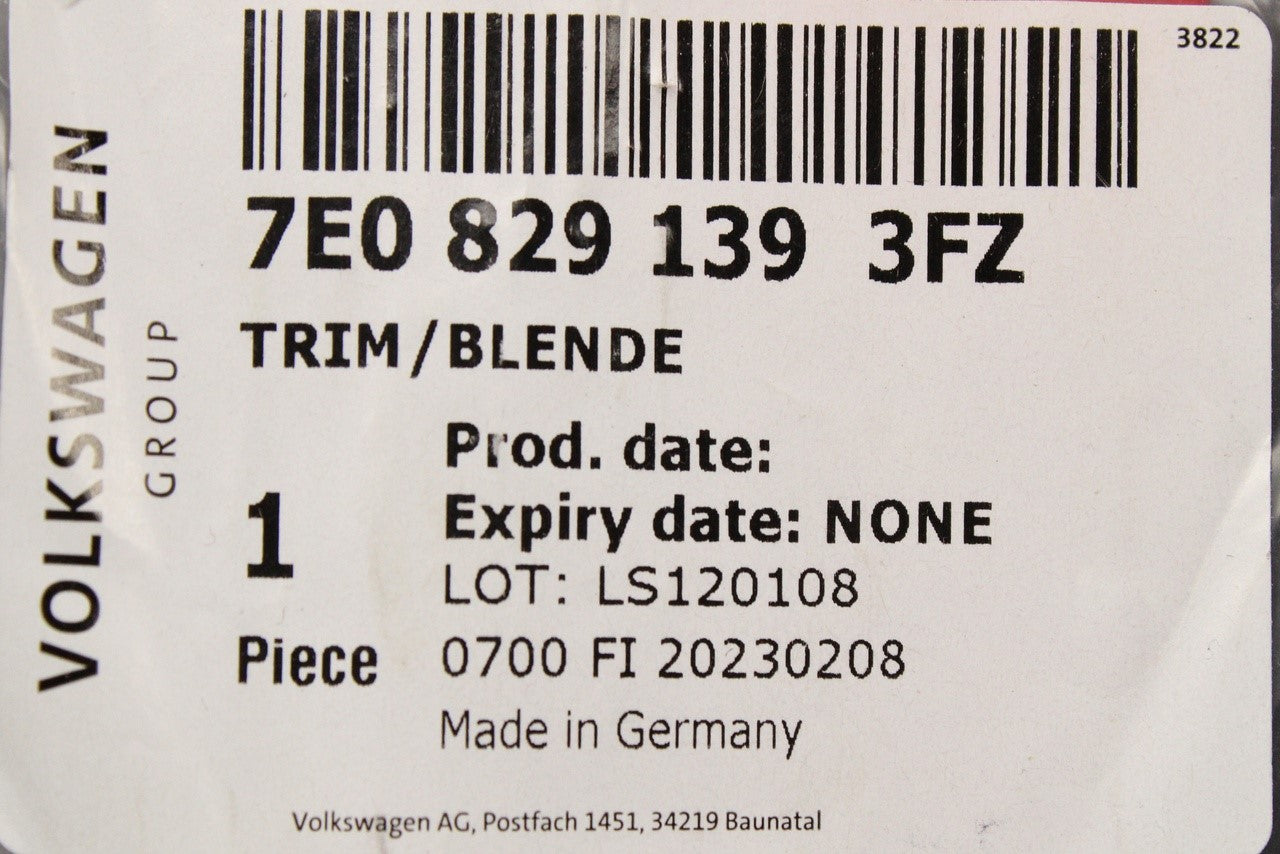 3822
7E0 829 139 3FZ
TRIM/BLENDE
Prod. date:
Expiry date: NONE
1
LOT: LS120108
Piece
0700 FI 20230208
Made in Germany
Volkswagen AG, Postfach 1451, 34219 Baunatal
VOLKSWAGEN
GROUP